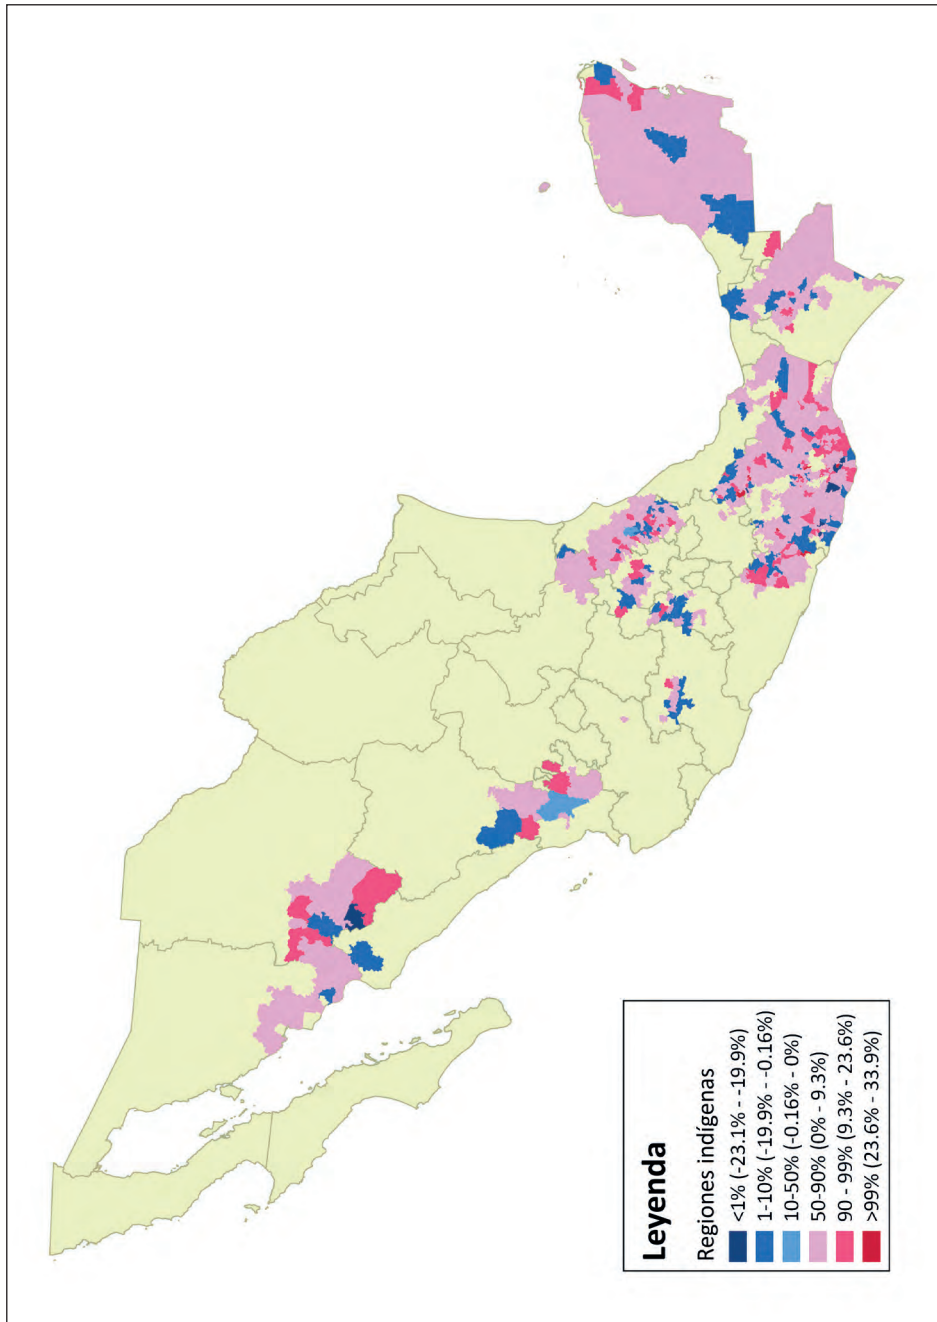 Leyenda
Regiones indígenas
<1% (-23.1% - -19.9%)
1-10% (-19.9% - -0.16%)
10-50% (-0.16% - 0%)
50-90% (0% - 9.3%)
90 - 99% (9.3% - 23.6%)
>99% (23.6% - 33.9%)